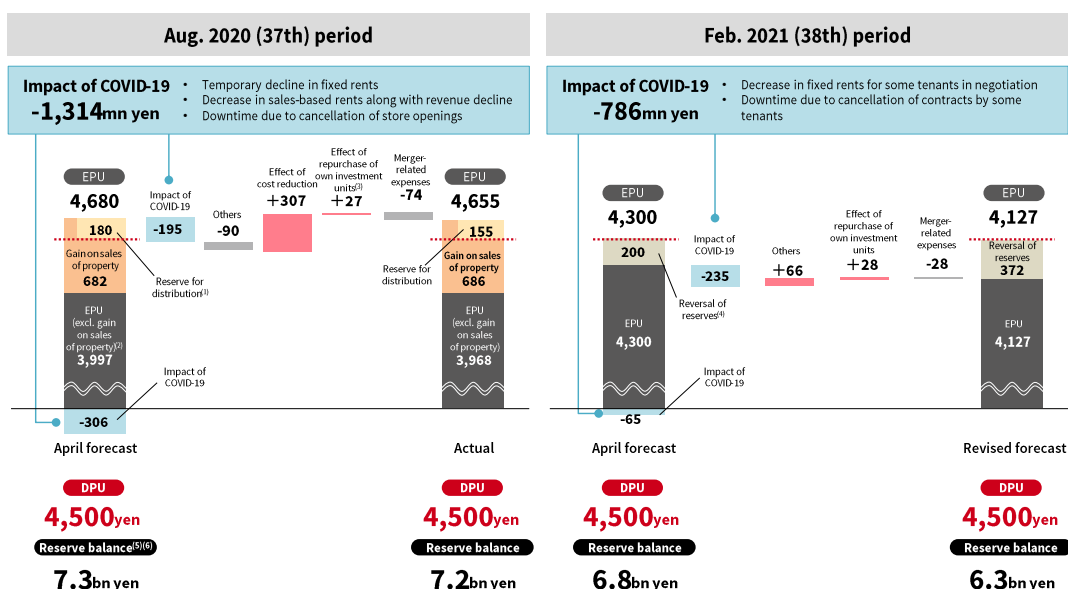 Aug. 2020 (37th) period
Impact of COVID-19
-1,314mn yen
• Temporary decline in fixed rents
• Decrease in sales-based rents along with revenue decline
• Downtime due to cancellation of store openings
EPU
4,680
180
Gain on sales
of property
682
EPU
(excl. gain
on sales
of property)(2)
3,997
-306
April forecast
Reserve for
distribution(3)
Impact of
COVID-19
Impact of
COVID-19
-195
Others
-90
Effect of
cost reduction
+307
Effect of
repurchase of
own investment
units(3)
+27
Merger-
related
expenses
-74
EPU
4,655
155
Reserve for
distribution
Gain on sales
of property
686
EPU
(excl. gain
on sales
of property)
3,968
Actual
DPU
4,500yen
Reserve balance(5)(6)
7.3bn yen
DPU
4,500yen
Reserve balance
7.2bn yen
Feb. 2021 (38th) period
Impact of COVID-19
-786mn yen
• Decrease in fixed rents for some tenants in negotiation
• Downtime due to cancellation of contracts by some
tenants
EPU
4,300
200
Reversal of
reserves(4)
EPU
4,300
Impact of
COVID-19
-65
April forecast
Impact of
COVID-19
-235
Others
+66
Effect of
repurchase of
own investment
units
+28
Merger-
related
expenses
-28
EPU
4,127
Reversal of
reserves
372
EPU
4,127
Revised forecast
DPU
4,500yen
Reserve balance
6.8bn yen
DPU
4,500yen
Reserve balance
6.3bn yen